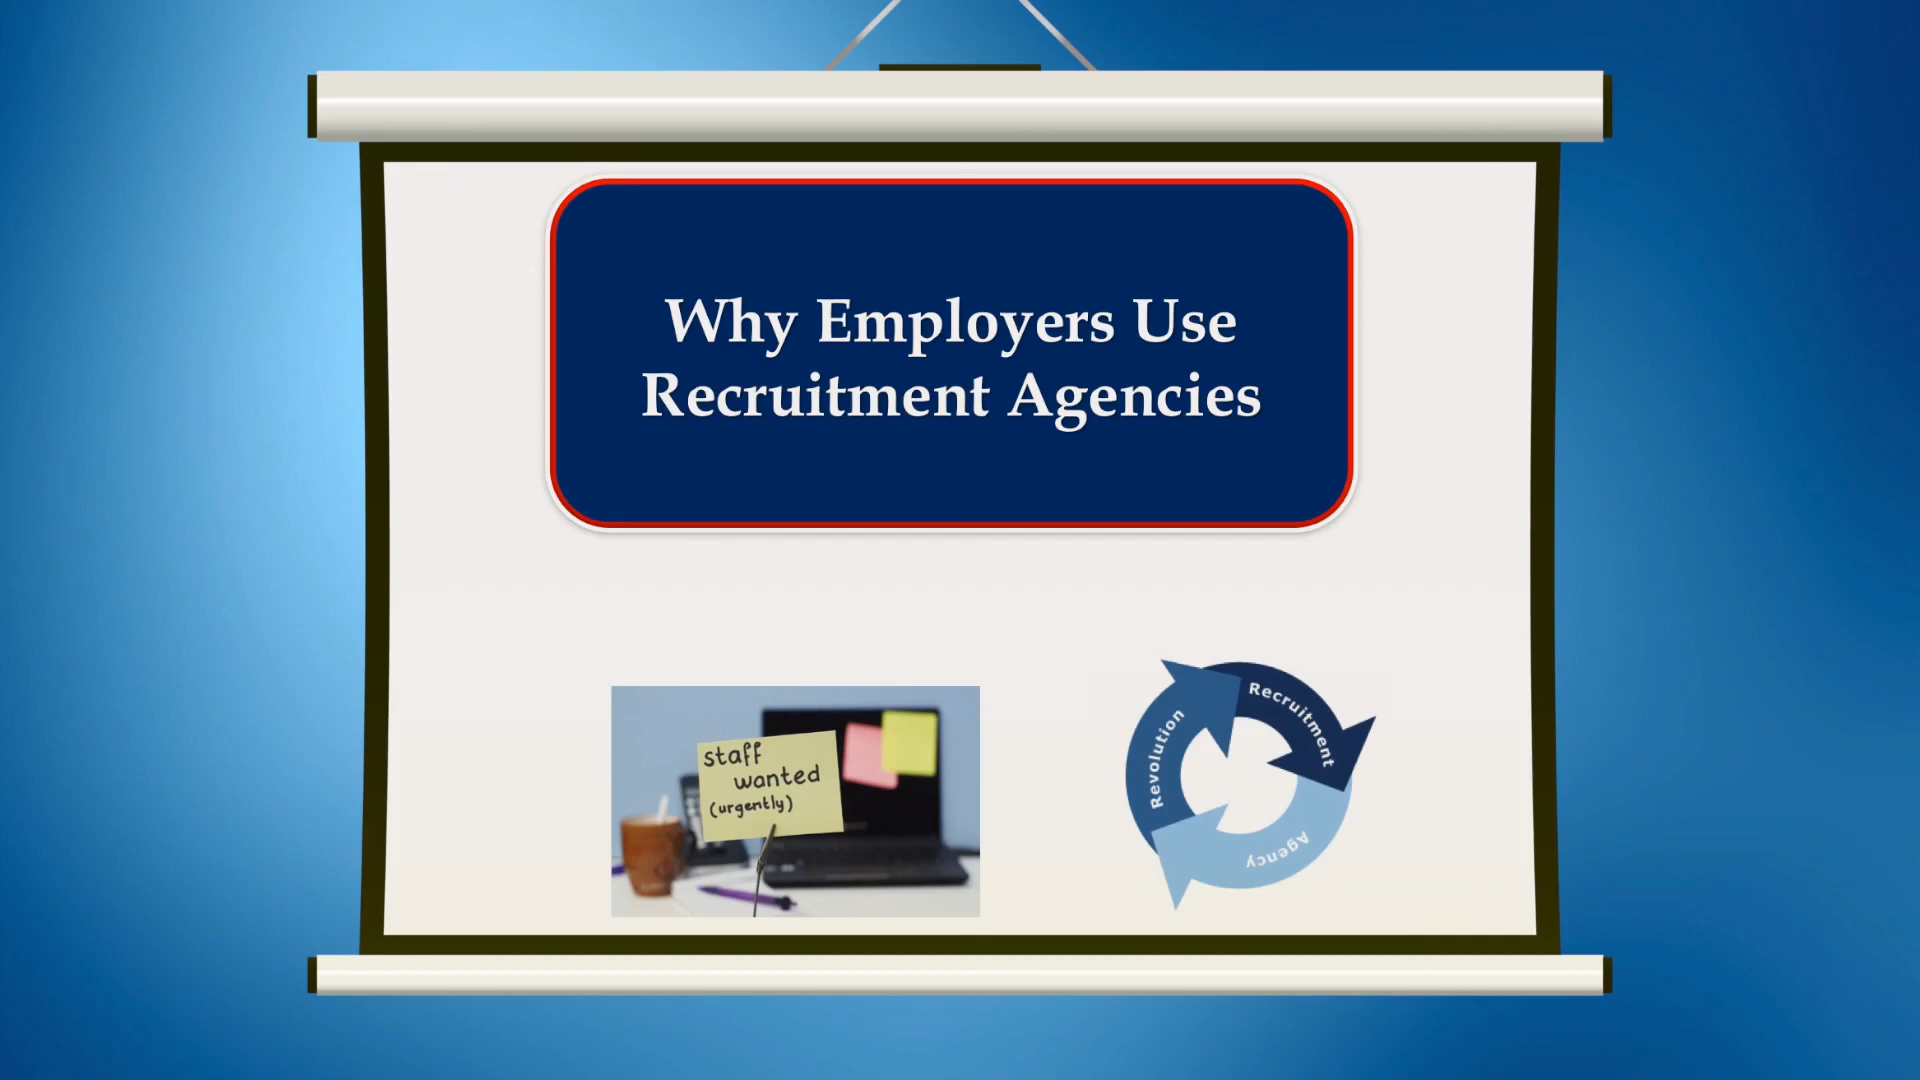 Why Employers Use
Recruitment Agencies
staff
wanted
(urgently)
Revolution
Recruitment
Agency